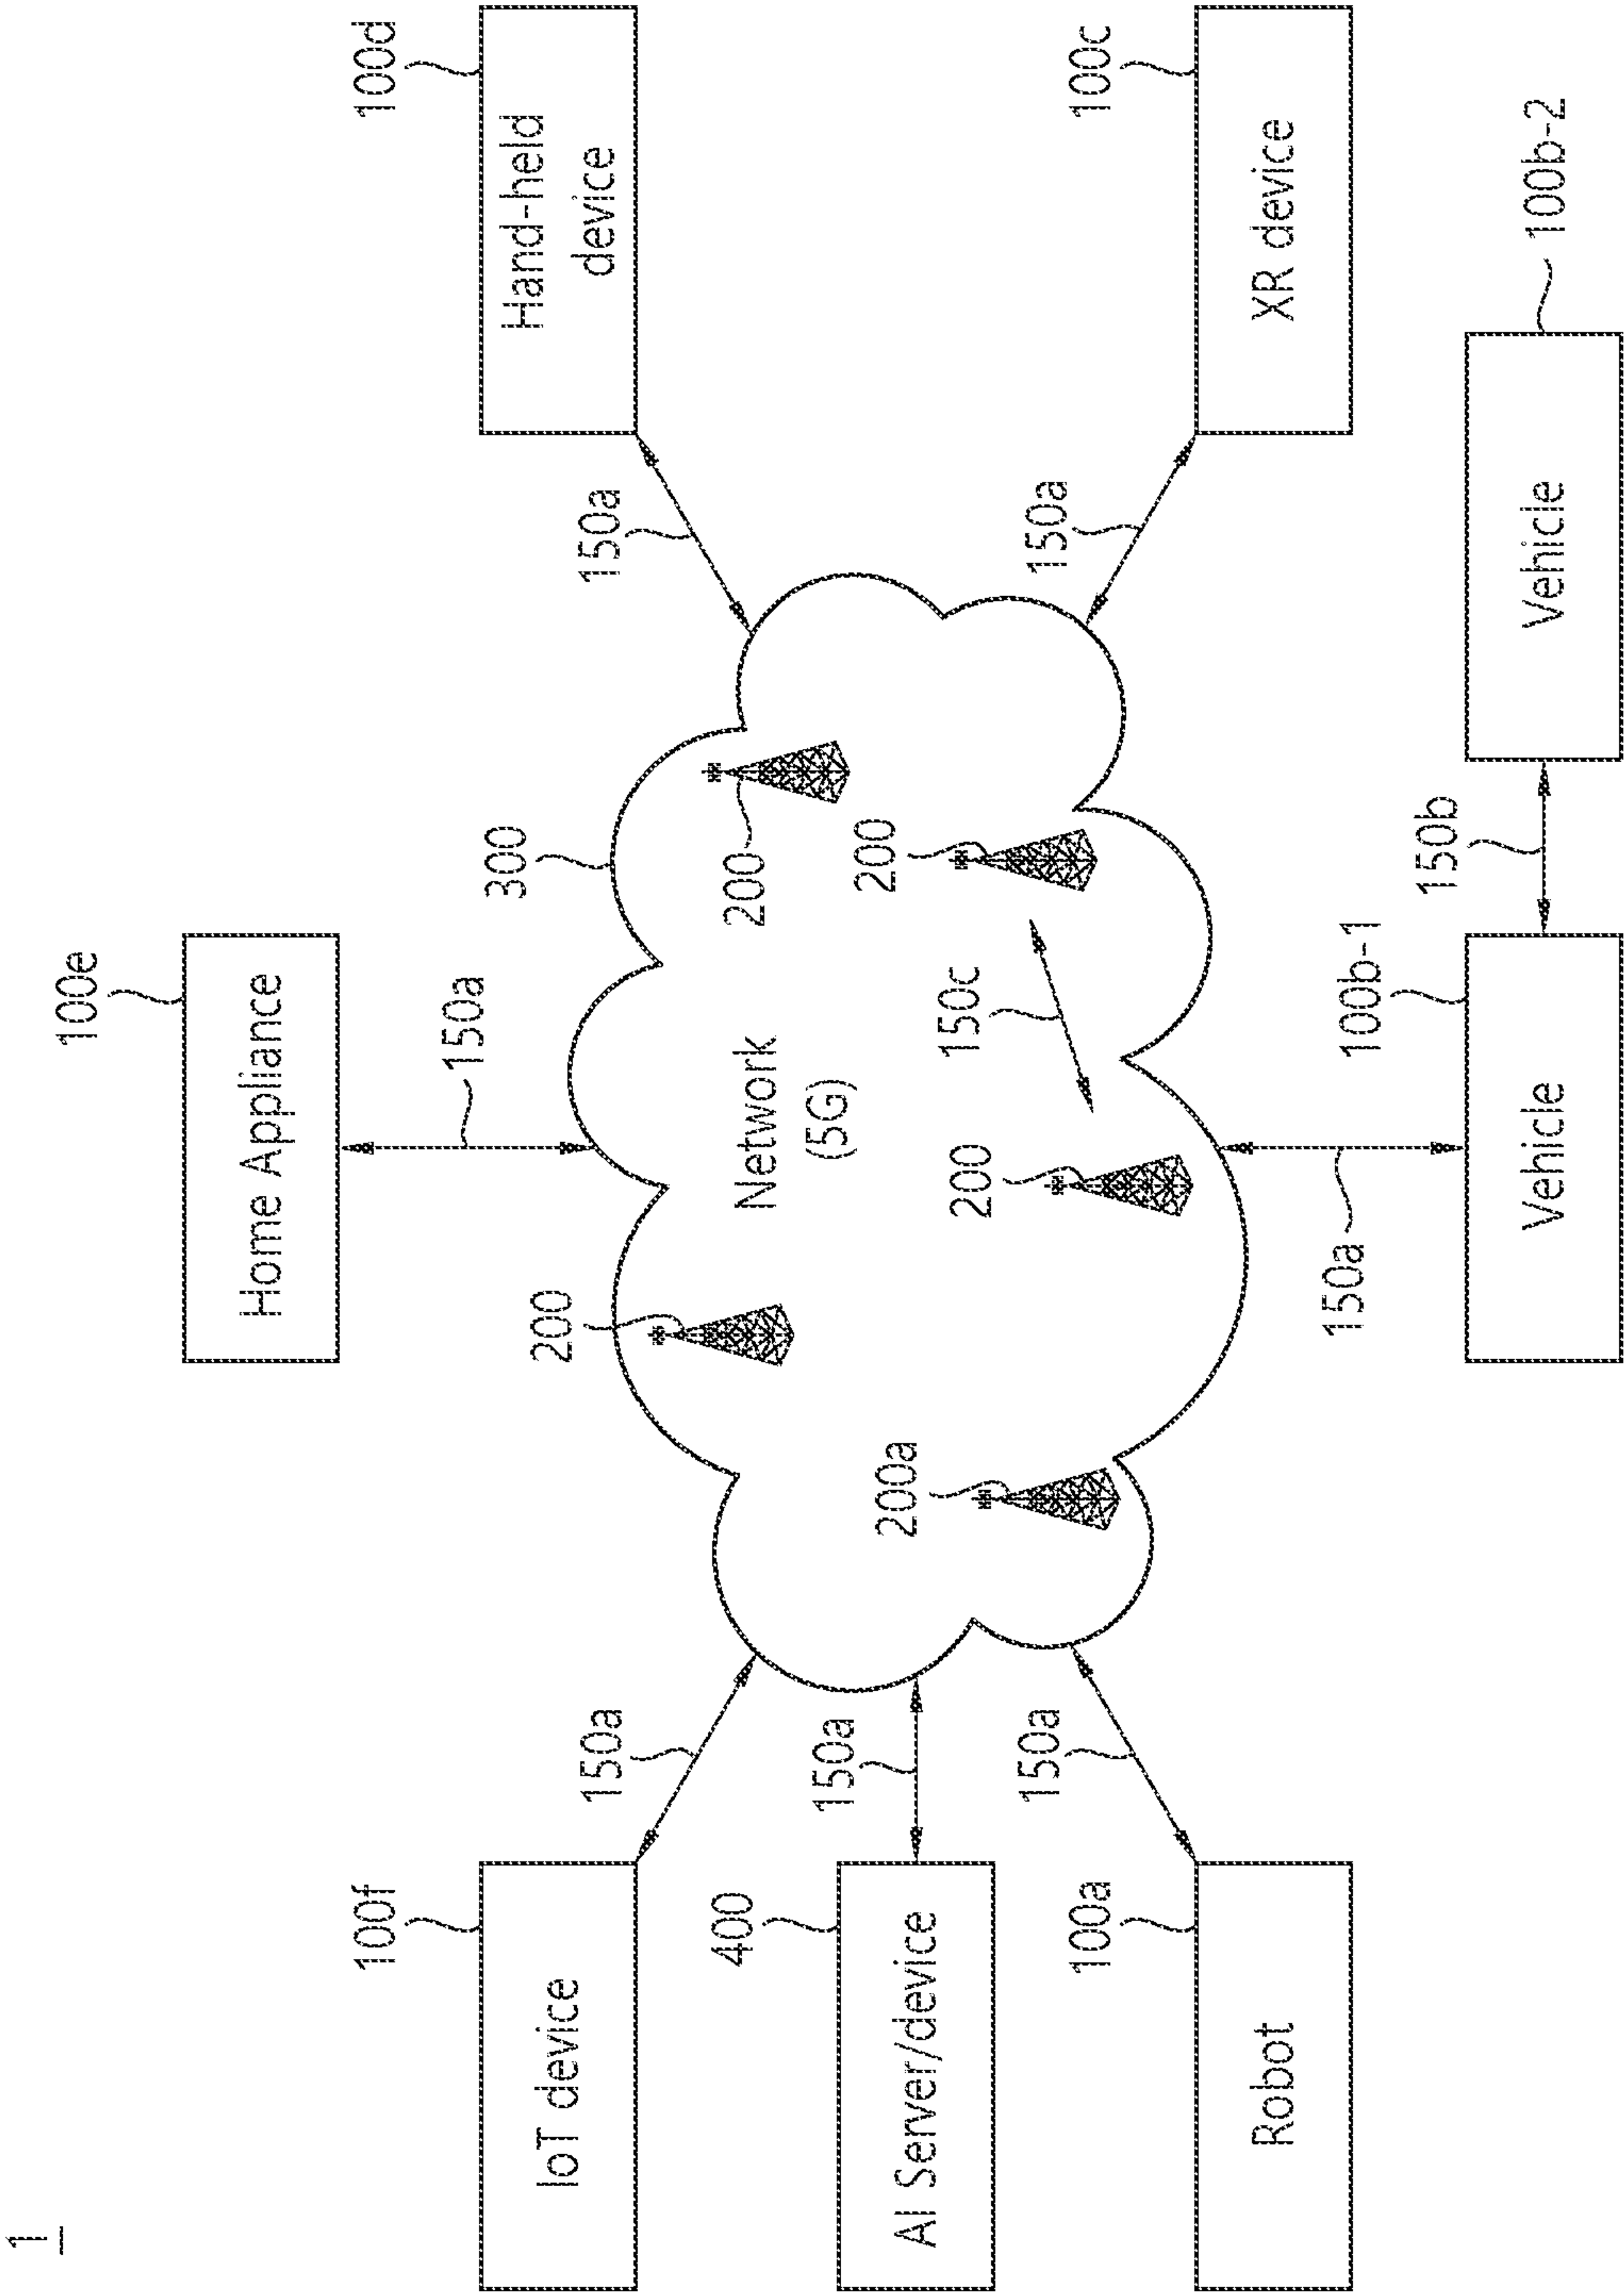 1
100e
Home Appliance
150a
100f
IoT device
150a
300
100d
Hand-held
device
150a
200
200
Network
(5G)
400
AI Server/device
150a
200a
200
200
150c
100a
Robot
150a
150a
100c
XR device
150a
100b-1
Vehicle
150b
Vehicle
100b-2